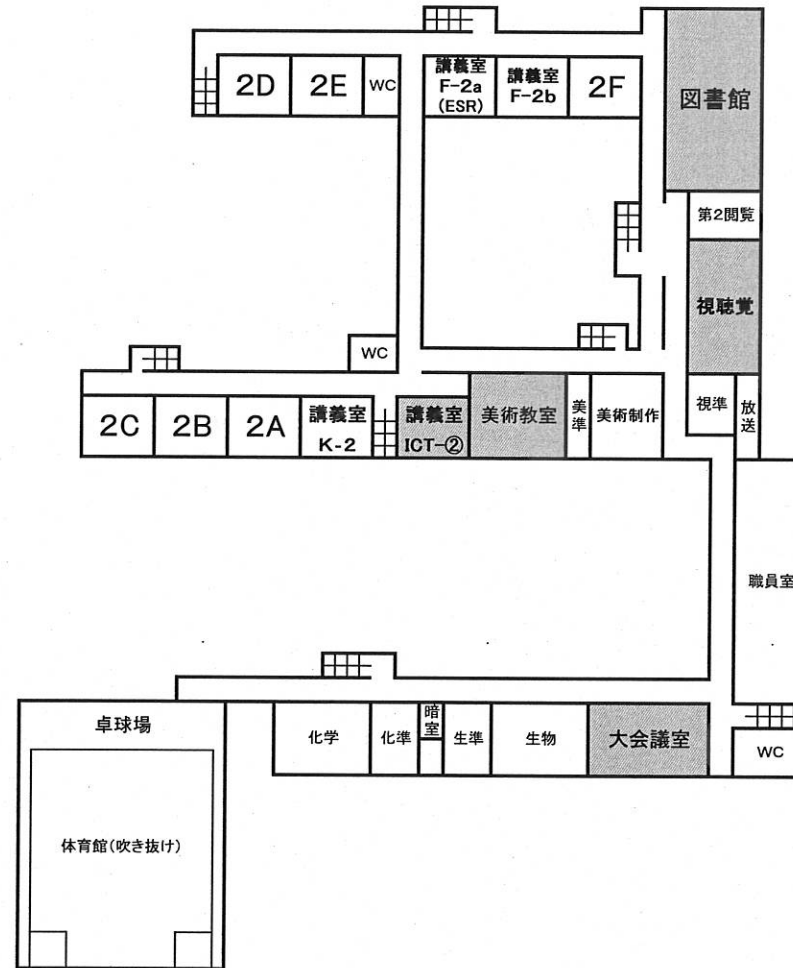 2D
2E
WC
講義室
F-2a
(ESR)
講義室
F-2b
2F
図書館
第2閲覧
視聴覚
WC
2C
2B
2A
講義室
K-2
講義室
ICT-②
美術教室
美準
美術制作
視準
放送
職員室
卓球場
体育館(吹き抜け)
化学
化準
暗室
生準
生物
大会議室
WC